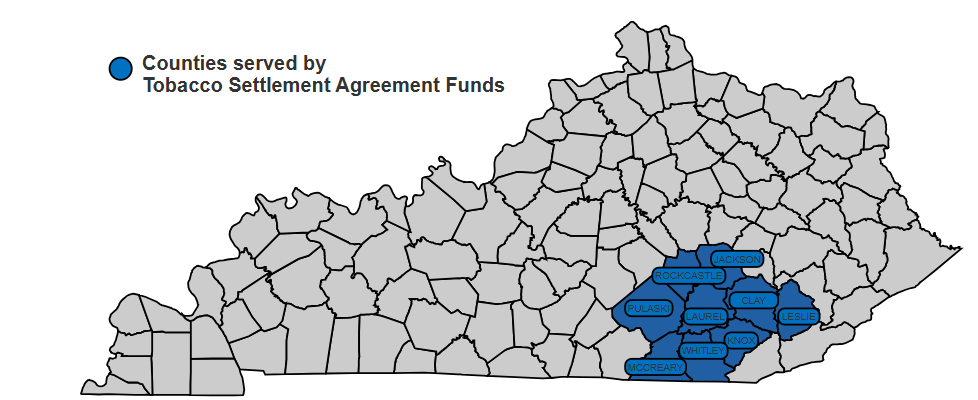 Counties served by
Tobacco Settlement Agreement Funds
JACKSON
ROCKCASTLE
CLAY
PULASKI
LAUREL
LESLIE
KNOX
WHITLEY
MCCREARY